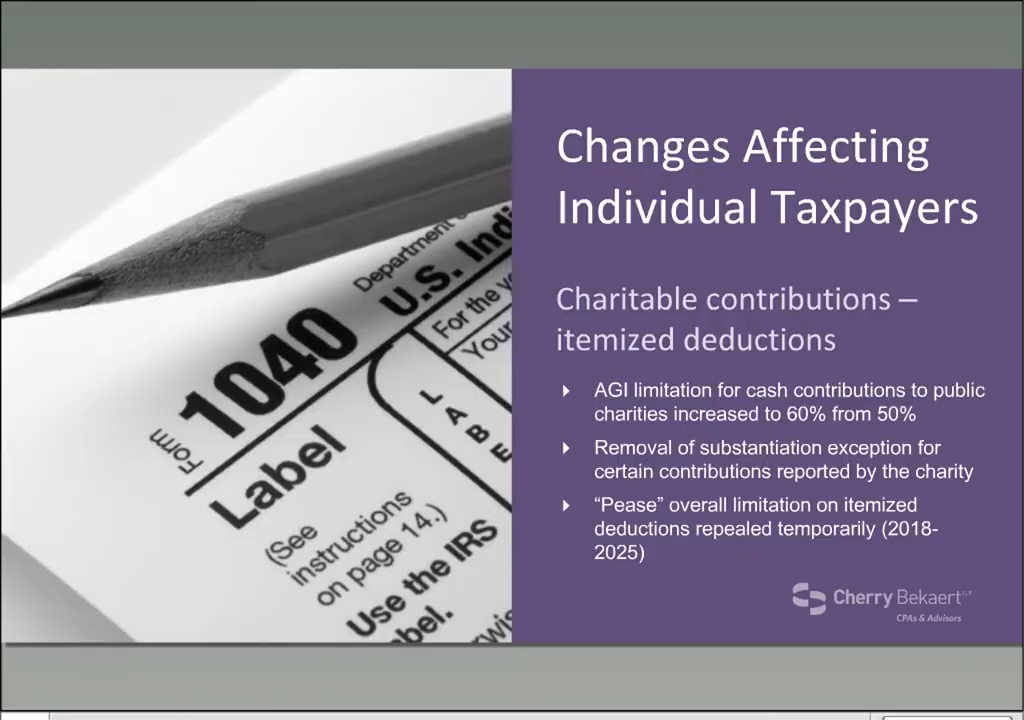 Changes Affecting
Individual Taxpayers
Charitable contributions –
itemized deductions
AGI limitation for cash contributions to public
charities increased to 60% from 50%
Removal of substantiation exception for
certain contributions reported by the charity
“Pease” overall limitation on itemized
deductions repealed temporarily (2018-
2025)
Cherry Bekaert LLP
CPAs & Advisors
Form 1040
Department
U.S. Indi
For the
Your
LABE
Label
(See
instructions
on page 14.)
Use the IRS